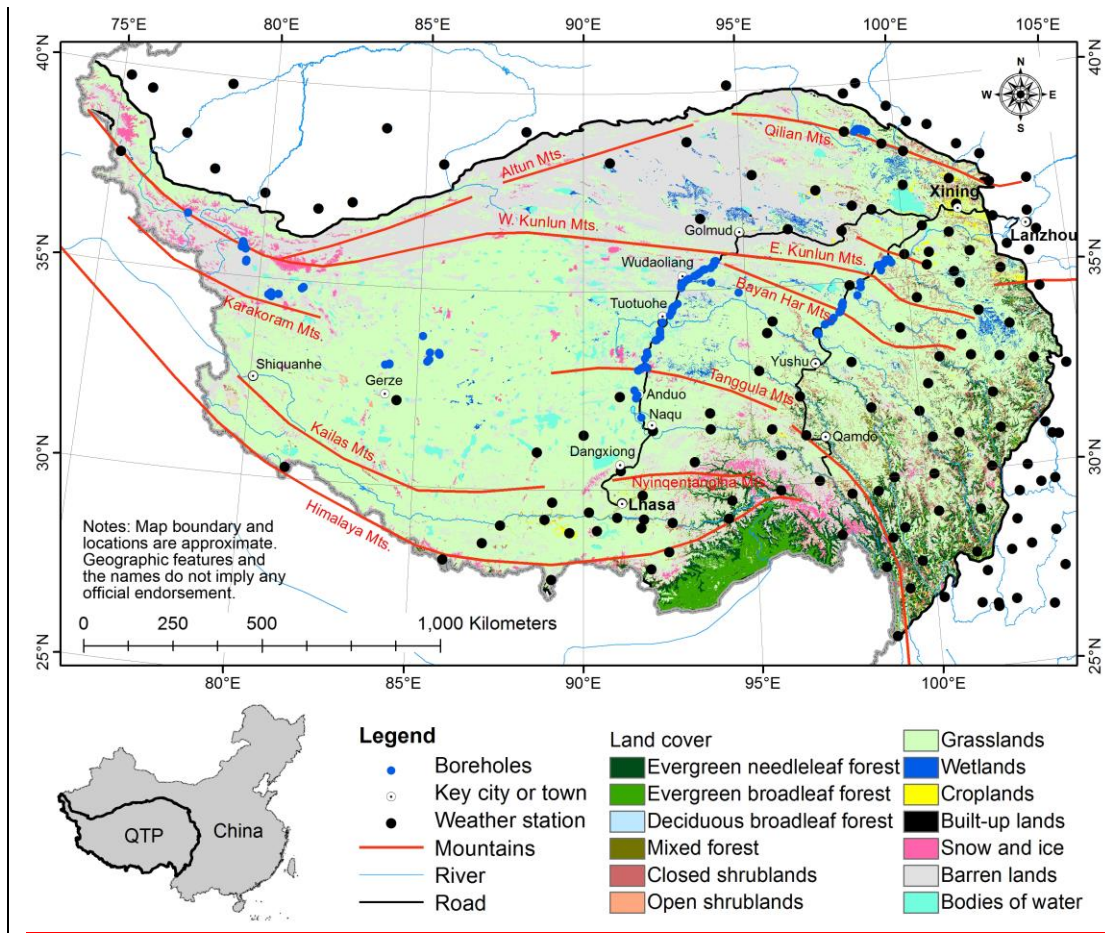 75°E 80°E 85°E 90°E 95°E 100°E 105°E
40°N 40°N
N
W E
S
Qilian Mts.
Altun Mts.
Xining
W. Kunlun Mts.
Golmud
Lanzhou
35°N 35°N
E. Kunlun Mts.
Wudaoliang
Bayan Har Mts.
Karakoram Mts.
Tuotuohe
Shiquanhe
Yushu
Gerze
Tanggula Mts.
Anduo
Naqu
Kailas Mts.
Qamdo
30°N 30°N
Dangxiong
Nyinqentanglha Mts.
Lhasa
Himalaya Mts.
Notes: Map boundary and
locations are approximate.
Geographic features and
the names do not imply any
official endorsement.
0 250 500 1,000 Kilometers
25°N 25°N
80°E 85°E 90°E 95°E 100°E
QTP China
Legend
Boreholes
Key city or town
Weather station
Mountains
River
Road
Land cover
Evergreen needleleaf forest
Evergreen broadleaf forest
Deciduous broadleaf forest
Mixed forest
Closed shrublands
Open shrublands
Grasslands
Wetlands
Croplands
Built-up lands
Snow and ice
Barren lands
Bodies of water